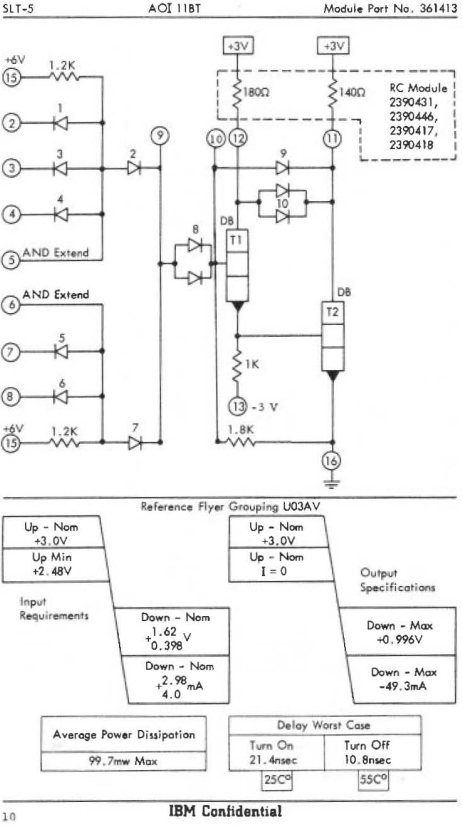 SLT-5 AOI 11BT Module Part No. 361413
+6V
15 1.2K
+3V +3V
180Ω 140Ω RC Module
2390431,
2390446,
2390417,
2390418
1
2
3
3
2
9 10 12 11
9
4
4
10
DB
8
T1
5 AND Extend
6 AND Extend
DB
T2
5
7
1K
6
8
13 -3 V
+6V
15 1.2K 7 1.8K
16
Reference Flyer Grouping U03AV
Up - Nom
+3.0V
Up Min
+2.48V
Input
Requirements
Down - Nom
+1.62 V
0.398
Down - Nom
+2.98 mA
4.0
Up - Nom
+3.0V
Up - Nom
I = 0
Output
Specifications
Down - Max
+0.996V
Down - Max
-49.3mA
Average Power Dissipation
99.7mw Max
Delay Worst Case
Turn On Turn Off
21.4nsec 10.8nsec
25C° 55C°
10 IBM Confidential